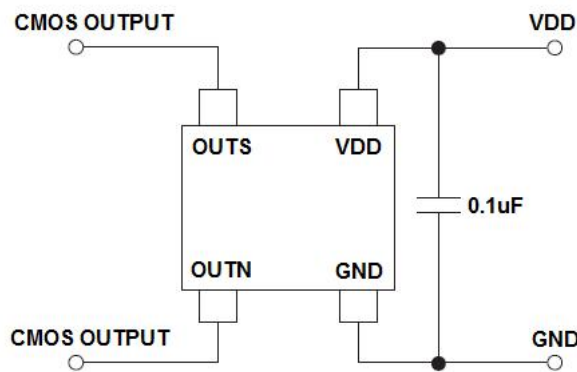 CMOS OUTPUT
VDD
OUTS
VDD
0.1uF
OUTN
GND
CMOS OUTPUT
GND